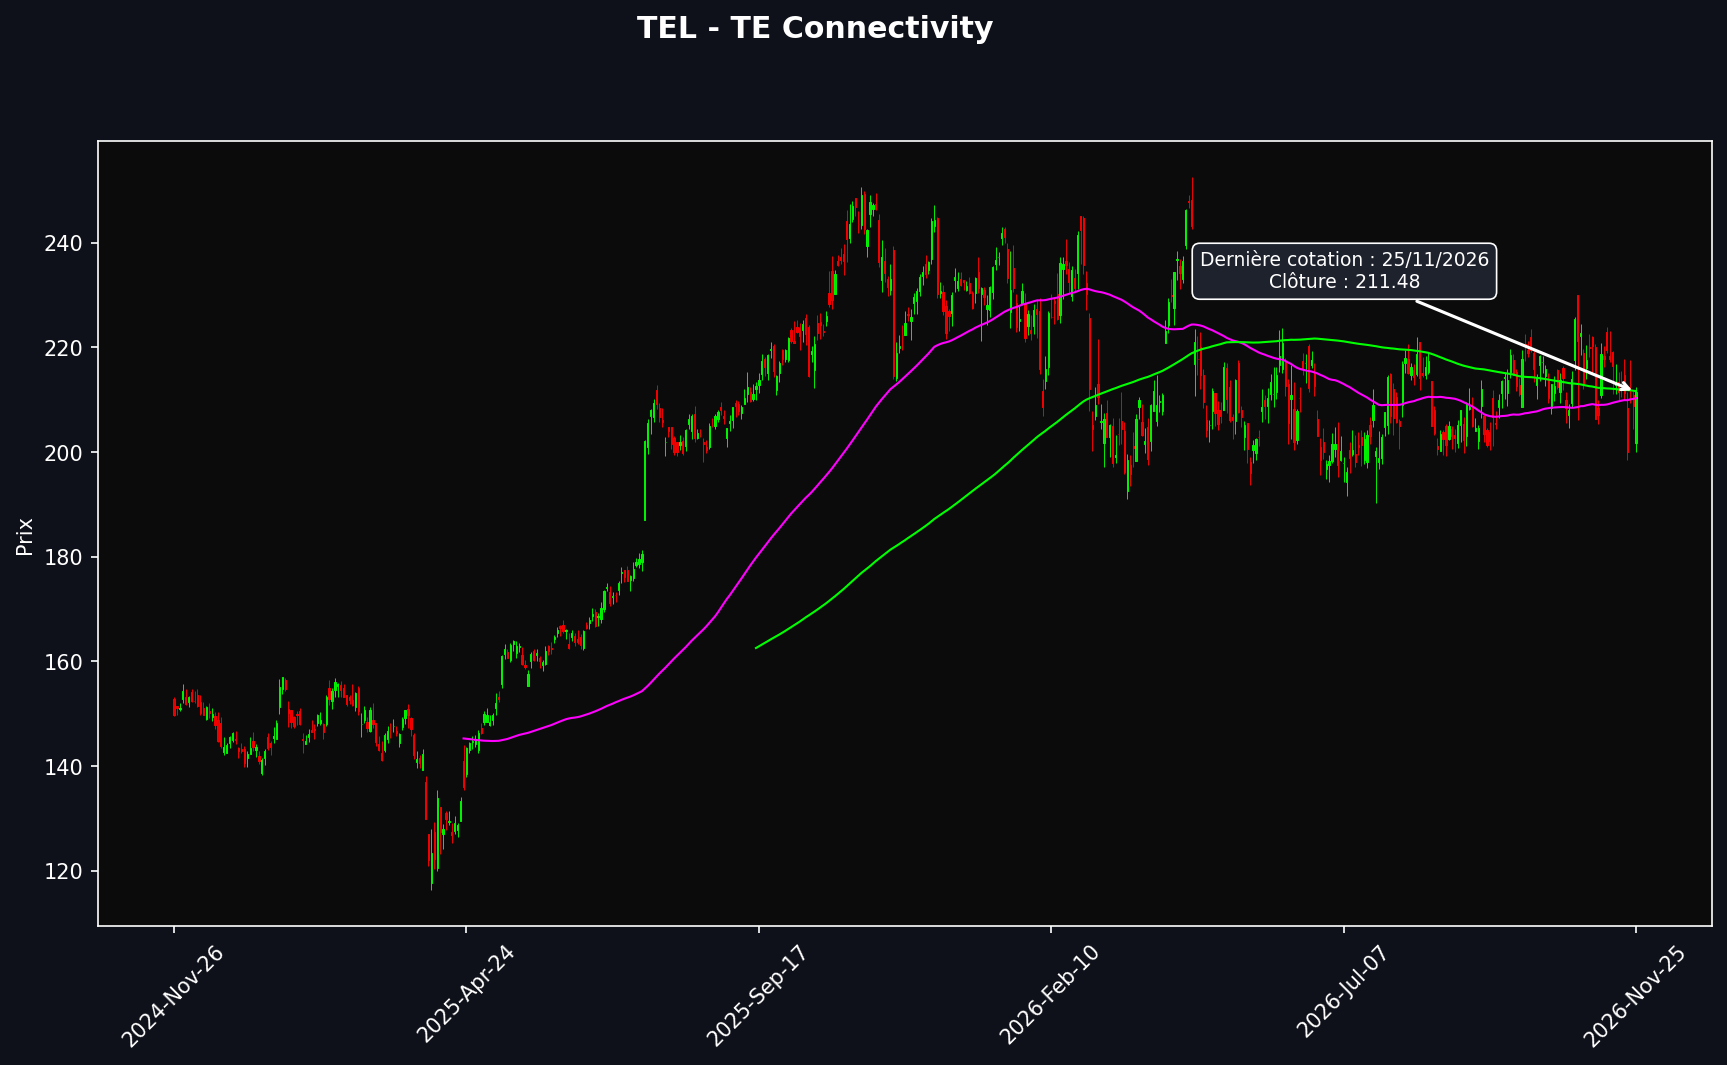 TEL - TE Connectivity
Dernière cotation : 25/11/2026
Clôture : 211.48
Prix
240
220
200
180
160
140
120
2024-Nov-26
2025-Apr-24
2025-Sep-17
2026-Feb-10
2026-Jul-07
2026-Nov-25